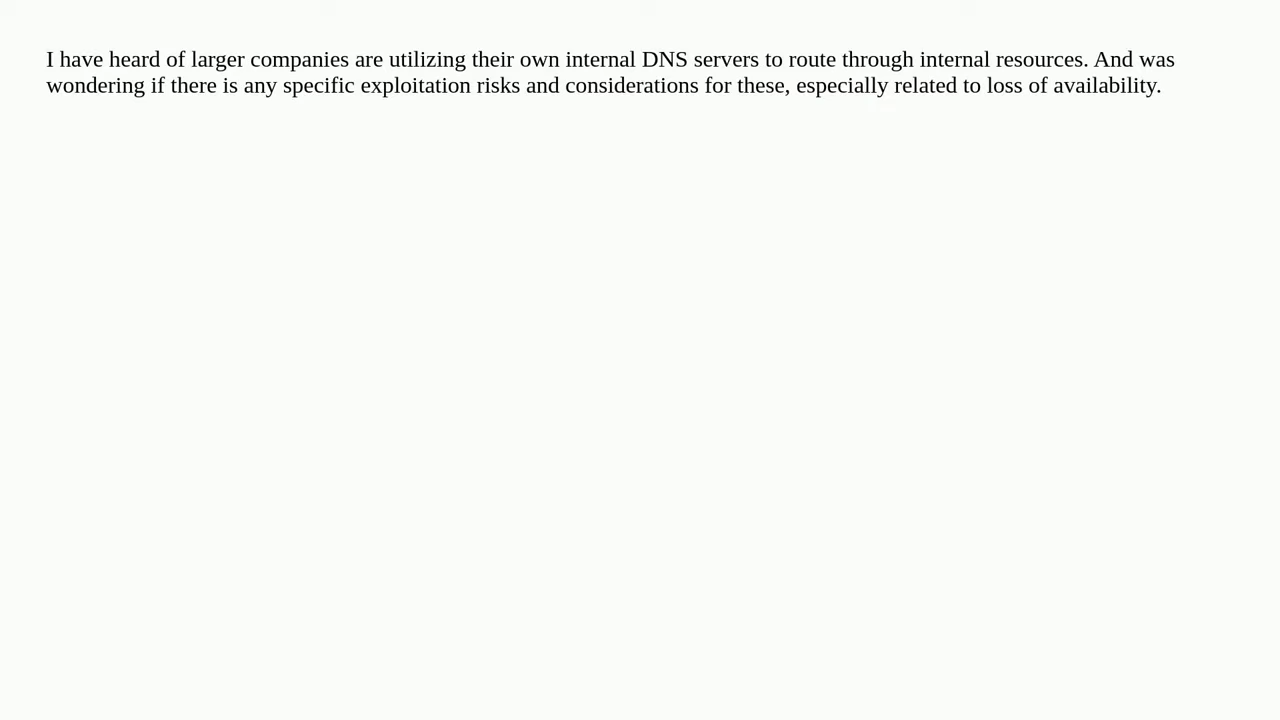 I have heard of larger companies are utilizing their own internal DNS servers to route through internal resources. And was
wondering if there is any specific exploitation risks and considerations for these, especially related to loss of availability.